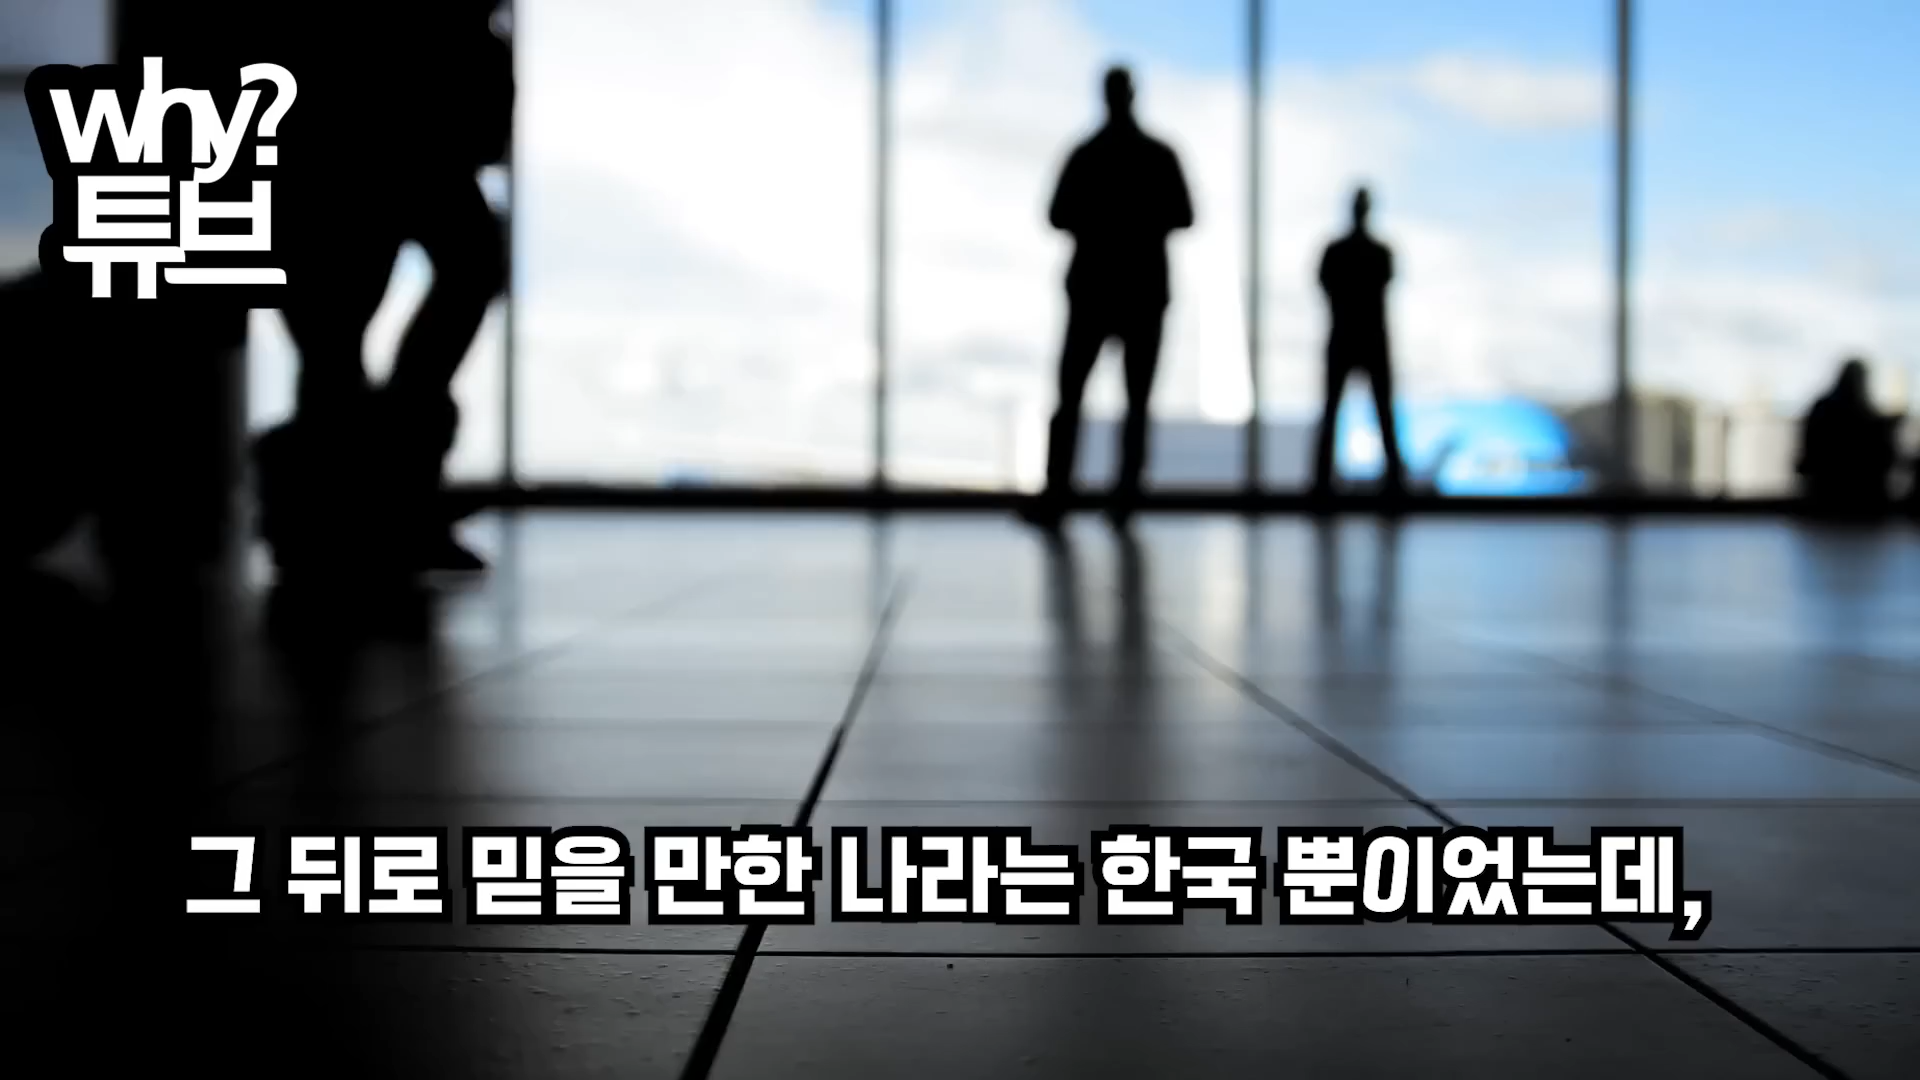 why?
튜브
그 뒤로 믿을 만한 나라는 한국 뿐이었는데,